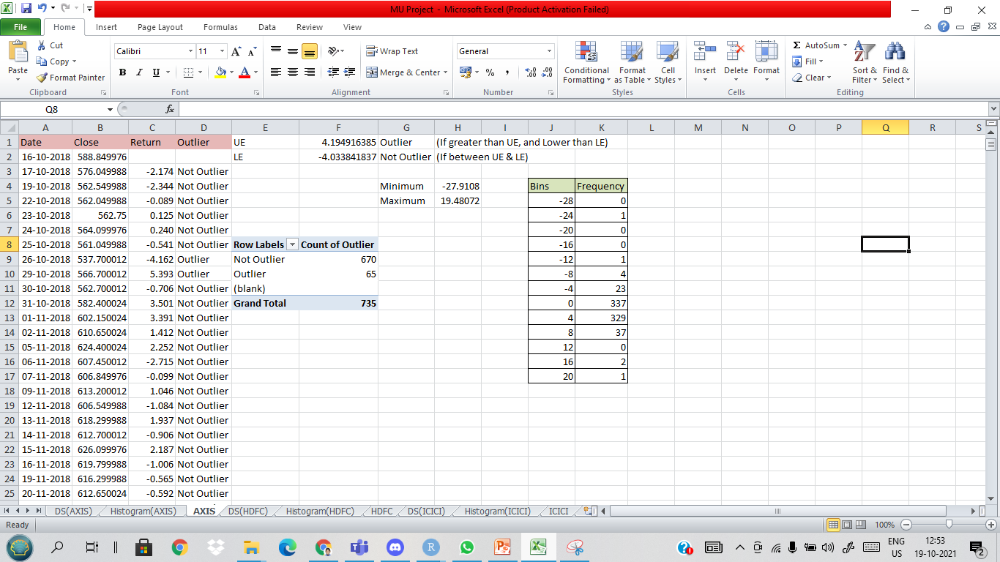 MU Project - Microsoft Excel (Product Activation Failed)
File Home Insert Page Layout Formulas Data Review View
Paste Cut Copy Format Painter Clipboard
Calibri 11 B I U Font
Wrap Text Merge & Center Alignment
General % , Number
Conditional Formatting Format as Table Cell Styles Styles
Insert Delete Format Cells
AutoSum Fill Clear Sort & Filter Find & Select Editing
Q8 fx
A B C D E F G H I J K L M N O P Q R S
1 Date Close Return Outlier UE 4.194916385 Outlier (If greater than UE, and Lower than LE)
2 16-10-2018 588.849976 LE -4.033841837 Not Outlier (If between UE & LE)
3 17-10-2018 576.049988 -2.174 Not Outlier
4 19-10-2018 562.549988 -2.344 Not Outlier Minimum -27.9108 Bins Frequency
5 22-10-2018 562.049988 -0.089 Not Outlier Maximum 19.48072 -28 0
6 23-10-2018 562.75 0.125 Not Outlier -24 1
7 24-10-2018 564.099976 0.240 Not Outlier -20 0
8 25-10-2018 561.049988 -0.541 Not Outlier Row Labels Count of Outlier -16 0
9 26-10-2018 537.700012 -4.162 Outlier Not Outlier 670 -12 1
10 29-10-2018 566.700012 5.393 Outlier Outlier 65 -8 4
11 30-10-2018 562.700012 -0.706 Not Outlier (blank) -4 23
12 31-10-2018 582.400024 3.501 Not Outlier Grand Total 735 0 337
13 01-11-2018 602.150024 3.391 Not Outlier 4 329
14 02-11-2018 610.650024 1.412 Not Outlier 8 37
15 05-11-2018 624.400024 2.252 Not Outlier 12 0
16 06-11-2018 607.450012 -2.715 Not Outlier 16 2
17 07-11-2018 606.849976 -0.099 Not Outlier 20 1
18 09-11-2018 613.200012 1.046 Not Outlier
19 12-11-2018 606.549988 -1.084 Not Outlier
20 13-11-2018 618.299988 1.937 Not Outlier
21 14-11-2018 612.700012 -0.906 Not Outlier
22 15-11-2018 626.099976 2.187 Not Outlier
23 16-11-2018 619.799988 -1.006 Not Outlier
24 19-11-2018 616.299988 -0.565 Not Outlier
25 20-11-2018 612.650024 -0.592 Not Outlier
DS(AXIS) Histogram(AXIS) AXIS DS(HDFC) Histogram(HDFC) HDFC DS(ICICI) Histogram(ICICI) ICICI
Ready 100%
ENG US 12:53 19-10-2021 2